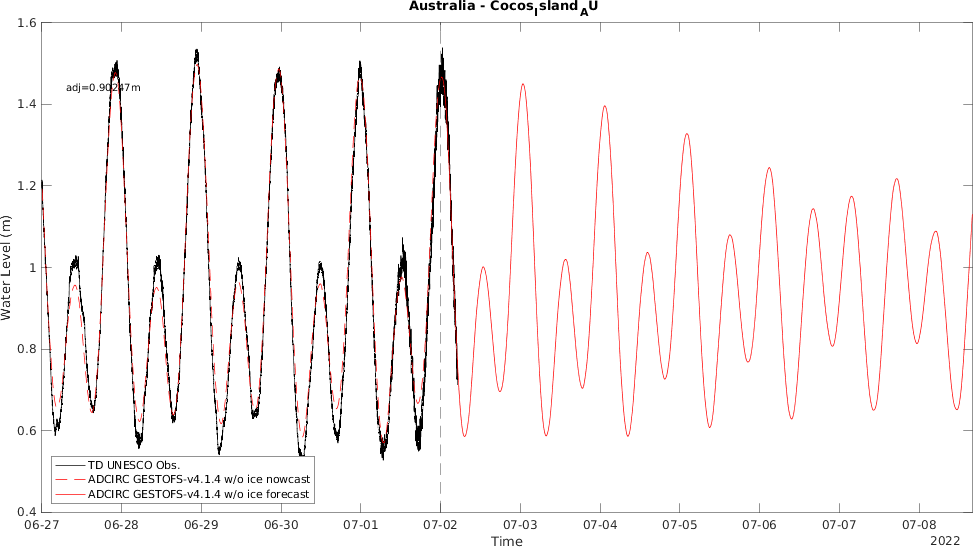 Australia - CocosIslandAU
1.6
1.4
1.2
1
0.8
0.6
0.4
Water Level (m)
adj=0.90247m
TD UNESCO Obs.
ADCIRC GESTOFS-v4.1.4 w/o ice nowcast
ADCIRC GESTOFS-v4.1.4 w/o ice forecast
06-27 06-28 06-29 06-30 07-01 07-02 07-03 07-04 07-05 07-06 07-07 07-08
Time
2022